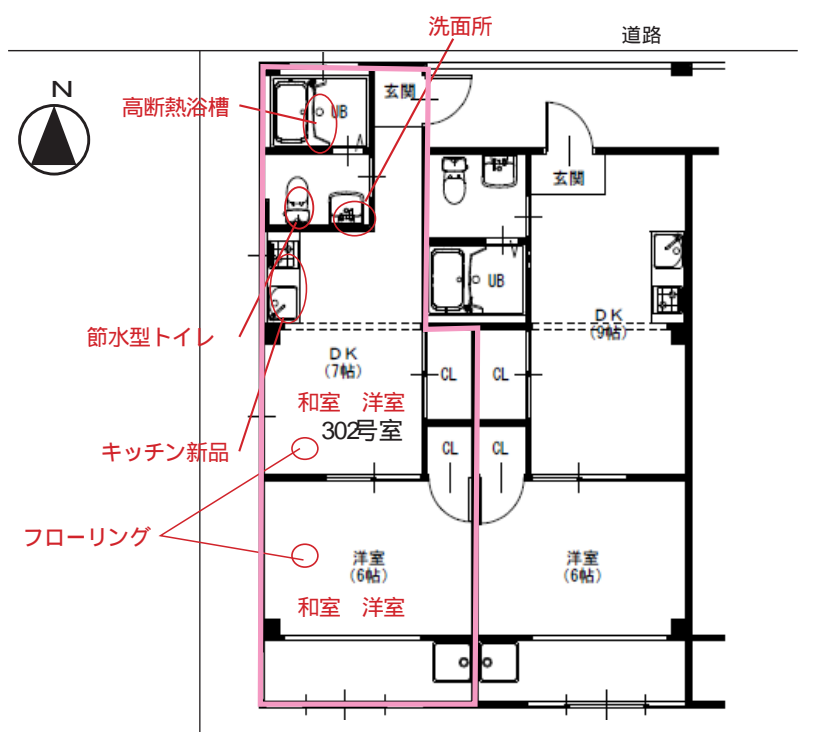 洗面所
道路
N
高断熱浴槽
UB
玄関
玄関
UB
節水型トイレ
DK
(7帖)
CL
CL
DK
(9帖)
和室 洋室
302号室
キッチン新品
CL
CL
フローリング
洋室
(6帖)
洋室
(6帖)
和室 洋室